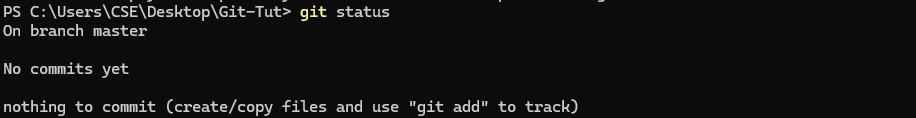 PS C:\Users\CSE\Desktop\Git-Tut> git status
On branch master
No commits yet
nothing to commit (create/copy files and use "git add" to track)